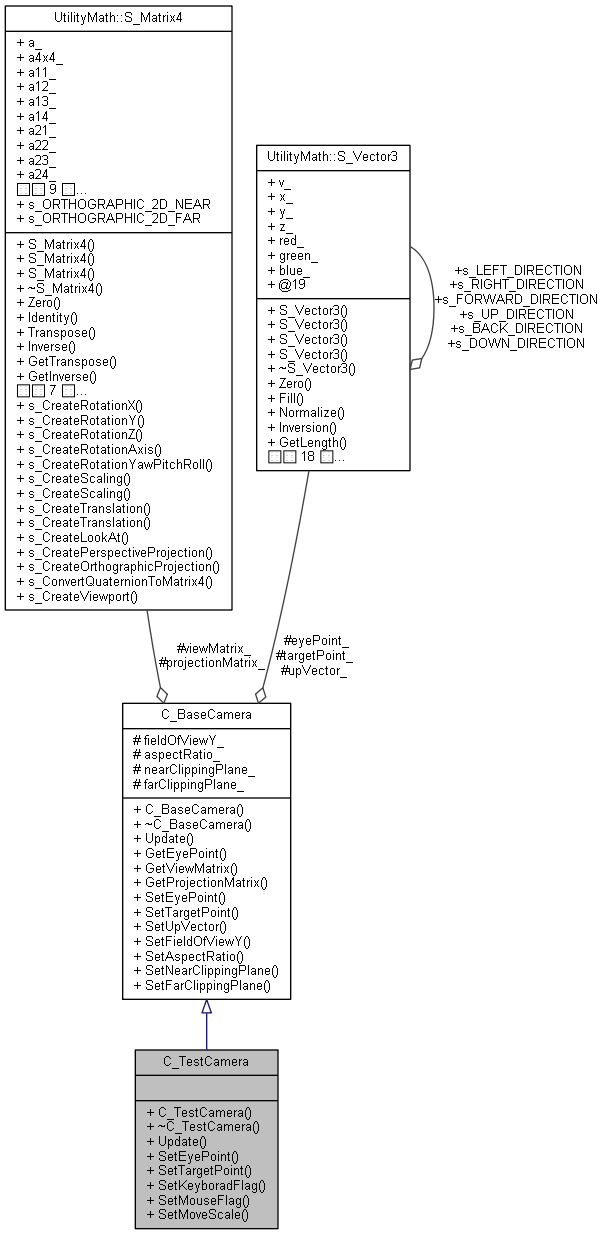 UtilityMath::S_Matrix4
+ a_
+ a4x4_
+ a11_
+ a12_
+ a13_
+ a14_
+ a21_
+ a22_
+ a23_
+ a24_
□□ 9 □...
+ s_ORTHOGRAPHIC_2D_NEAR
+ s_ORTHOGRAPHIC_2D_FAR
+ S_Matrix4()
+ S_Matrix4()
+ S_Matrix4()
+ ~S_Matrix4()
+ Zero()
+ Identity()
+ Transpose()
+ Inverse()
+ GetTranspose()
+ GetInverse()
□□ 7 □...
+ s_CreateRotationX()
+ s_CreateRotationY()
+ s_CreateRotationZ()
+ s_CreateRotationAxis()
+ s_CreateRotationYawPitchRoll()
+ s_CreateScaling()
+ s_CreateScaling()
+ s_CreateTranslation()
+ s_CreateTranslation()
+ s_CreateLookAt()
+ s_CreatePerspectiveProjection()
+ s_CreateOrthographicProjection()
+ s_ConvertQuaternionToMatrix4()
+ s_CreateViewport()
UtilityMath::S_Vector3
+ v_
+ x_
+ y_
+ z_
+ red_
+ green_
+ blue_
+ @19
+ S_Vector3()
+ S_Vector3()
+ S_Vector3()
+ S_Vector3()
+ ~S_Vector3()
+ Zero()
+ Fill()
+ Normalize()
+ Inversion()
+ GetLength()
□□ 18 □...
+s_LEFT_DIRECTION
+s_RIGHT_DIRECTION
+s_FORWARD_DIRECTION
+s_UP_DIRECTION
+s_BACK_DIRECTION
+s_DOWN_DIRECTION
#viewMatrix_
#projectionMatrix_
#eyePoint_
#targetPoint_
#upVector_
C_BaseCamera
# fieldOfViewY_
# aspectRatio_
# nearClippingPlane_
# farClippingPlane_
+ C_BaseCamera()
+ ~C_BaseCamera()
+ Update()
+ GetEyePoint()
+ GetViewMatrix()
+ GetProjectionMatrix()
+ SetEyePoint()
+ SetTargetPoint()
+ SetUpVector()
+ SetFieldOfViewY()
+ SetAspectRatio()
+ SetNearClippingPlane()
+ SetFarClippingPlane()
C_TestCamera
+ C_TestCamera()
+ ~C_TestCamera()
+ Update()
+ SetEyePoint()
+ SetTargetPoint()
+ SetKeyboradFlag()
+ SetMouseFlag()
+ SetMoveScale()